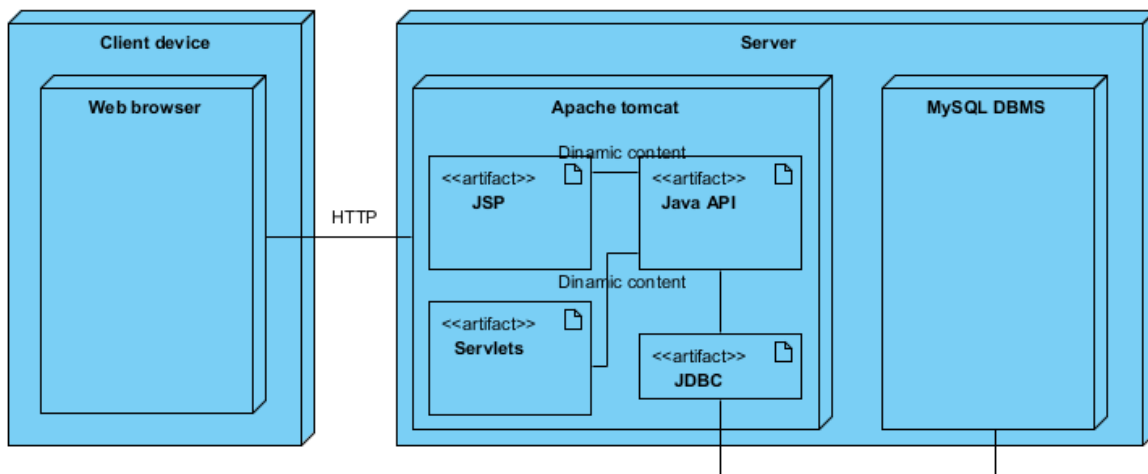 Client device
Server
Web browser
Apache tomcat
MySQL DBMS
Dinamic content
<<artifact>>
JSP
<<artifact>>
Java API
HTTP
Dinamic content
<<artifact>>
Servlets
<<artifact>>
JDBC